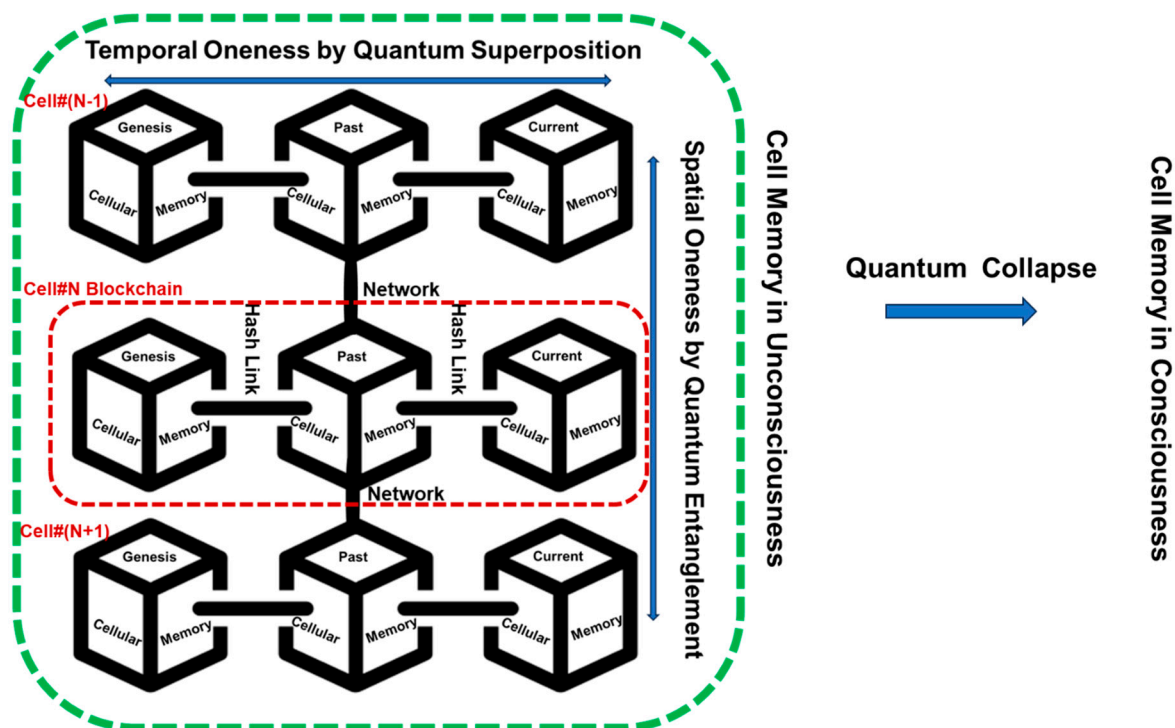 Temporal Oneness by Quantum Superposition
Cell#(N-1)
Genesis
Past
Current
Cellular
Memory
Cellular
Memory
Cellular
Memory
Network
Cell#N Blockchain
Hash Link
Hash Link
Genesis
Past
Current
Cellular
Memory
Cellular
Memory
Cellular
Memory
Network
Cell#(N+1)
Genesis
Past
Current
Cellular
Memory
Cellular
Memory
Cellular
Memory
Spatial Oneness by Quantum Entanglement
Cell Memory in Unconsciousness
Quantum Collapse
Cell Memory in Consciousness